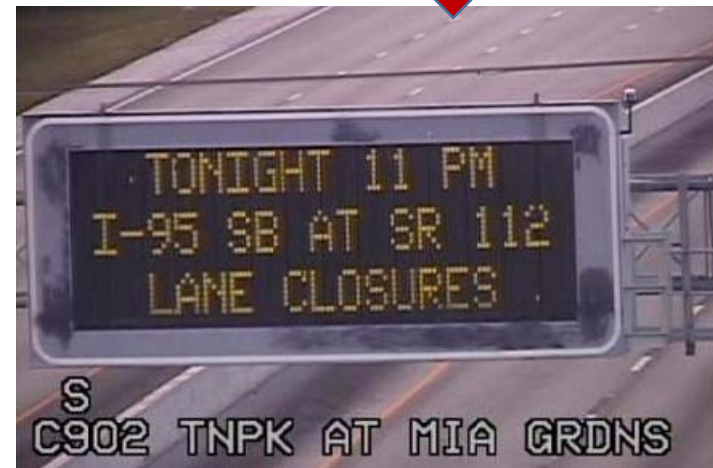 TONIGHT 11 PM
I-95 SB AT SR 112
LANE CLOSURES
S
C902 TNPK AT MIA GRDNS